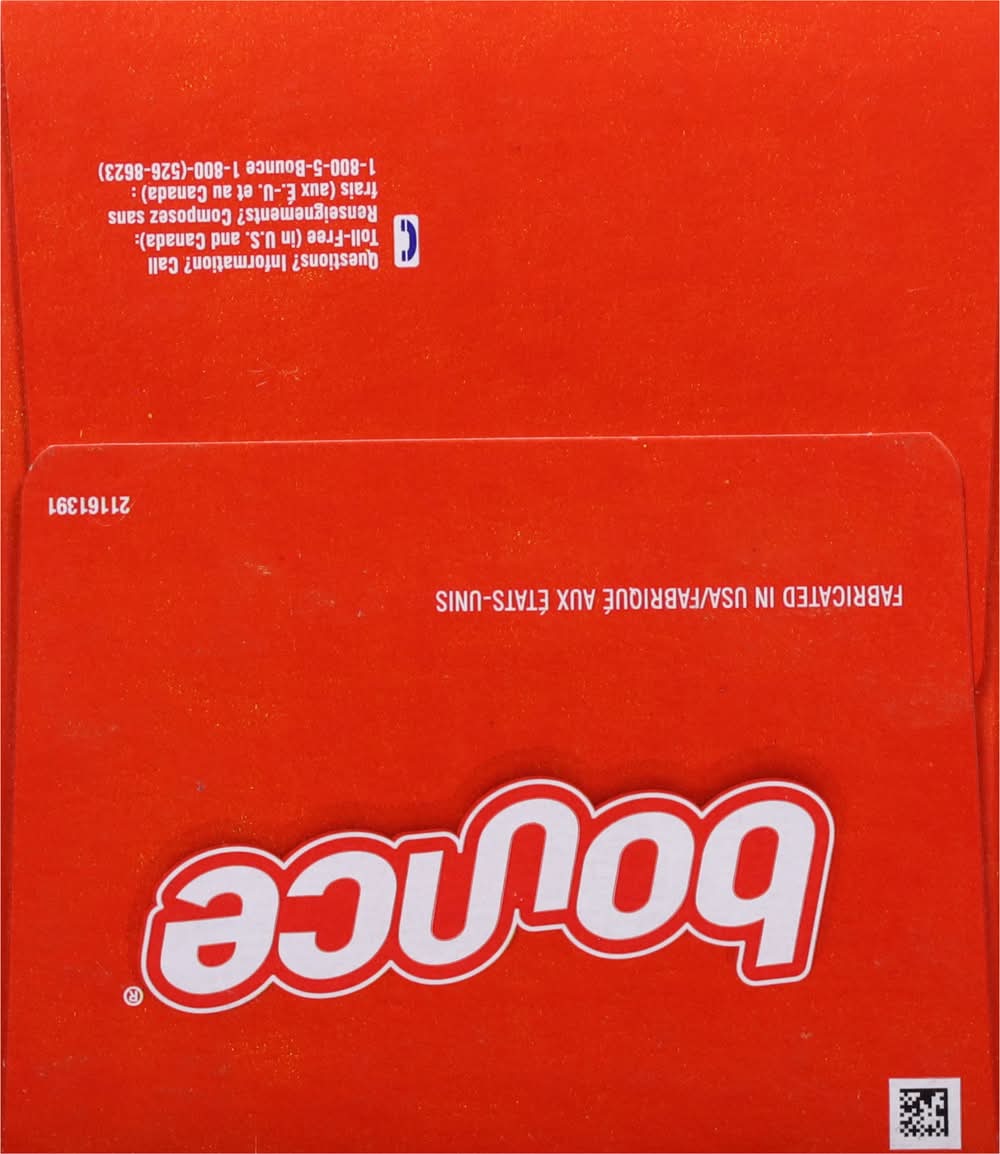 bounce®
FABRICATED IN USA/FABRIQUÉ AUX ÉTATS-UNIS
21161391
Questions? Information? Call
Toll-Free (in U.S. and Canada):
Renseignements? Composez sans
frais (aux É.-U. et au Canada) :
1-800-5-Bounce 1-800-(526-8623)